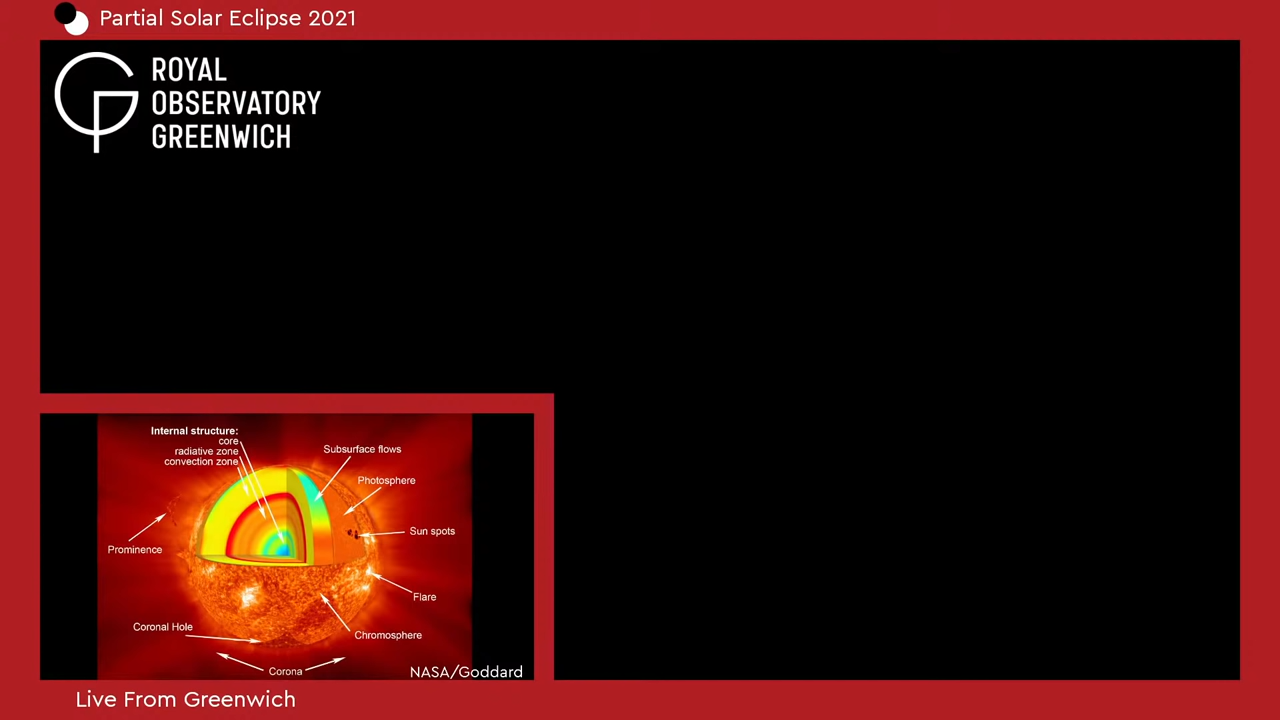 Partial Solar Eclipse 2021
ROYAL
OBSERVATORY
GREENWICH
Internal structure:
core
radiative zone
convection zone
Subsurface flows
Photosphere
Sun spots
Prominence
Flare
Coronal Hole
Chromosphere
Corona
NASA/Goddard
Live From Greenwich